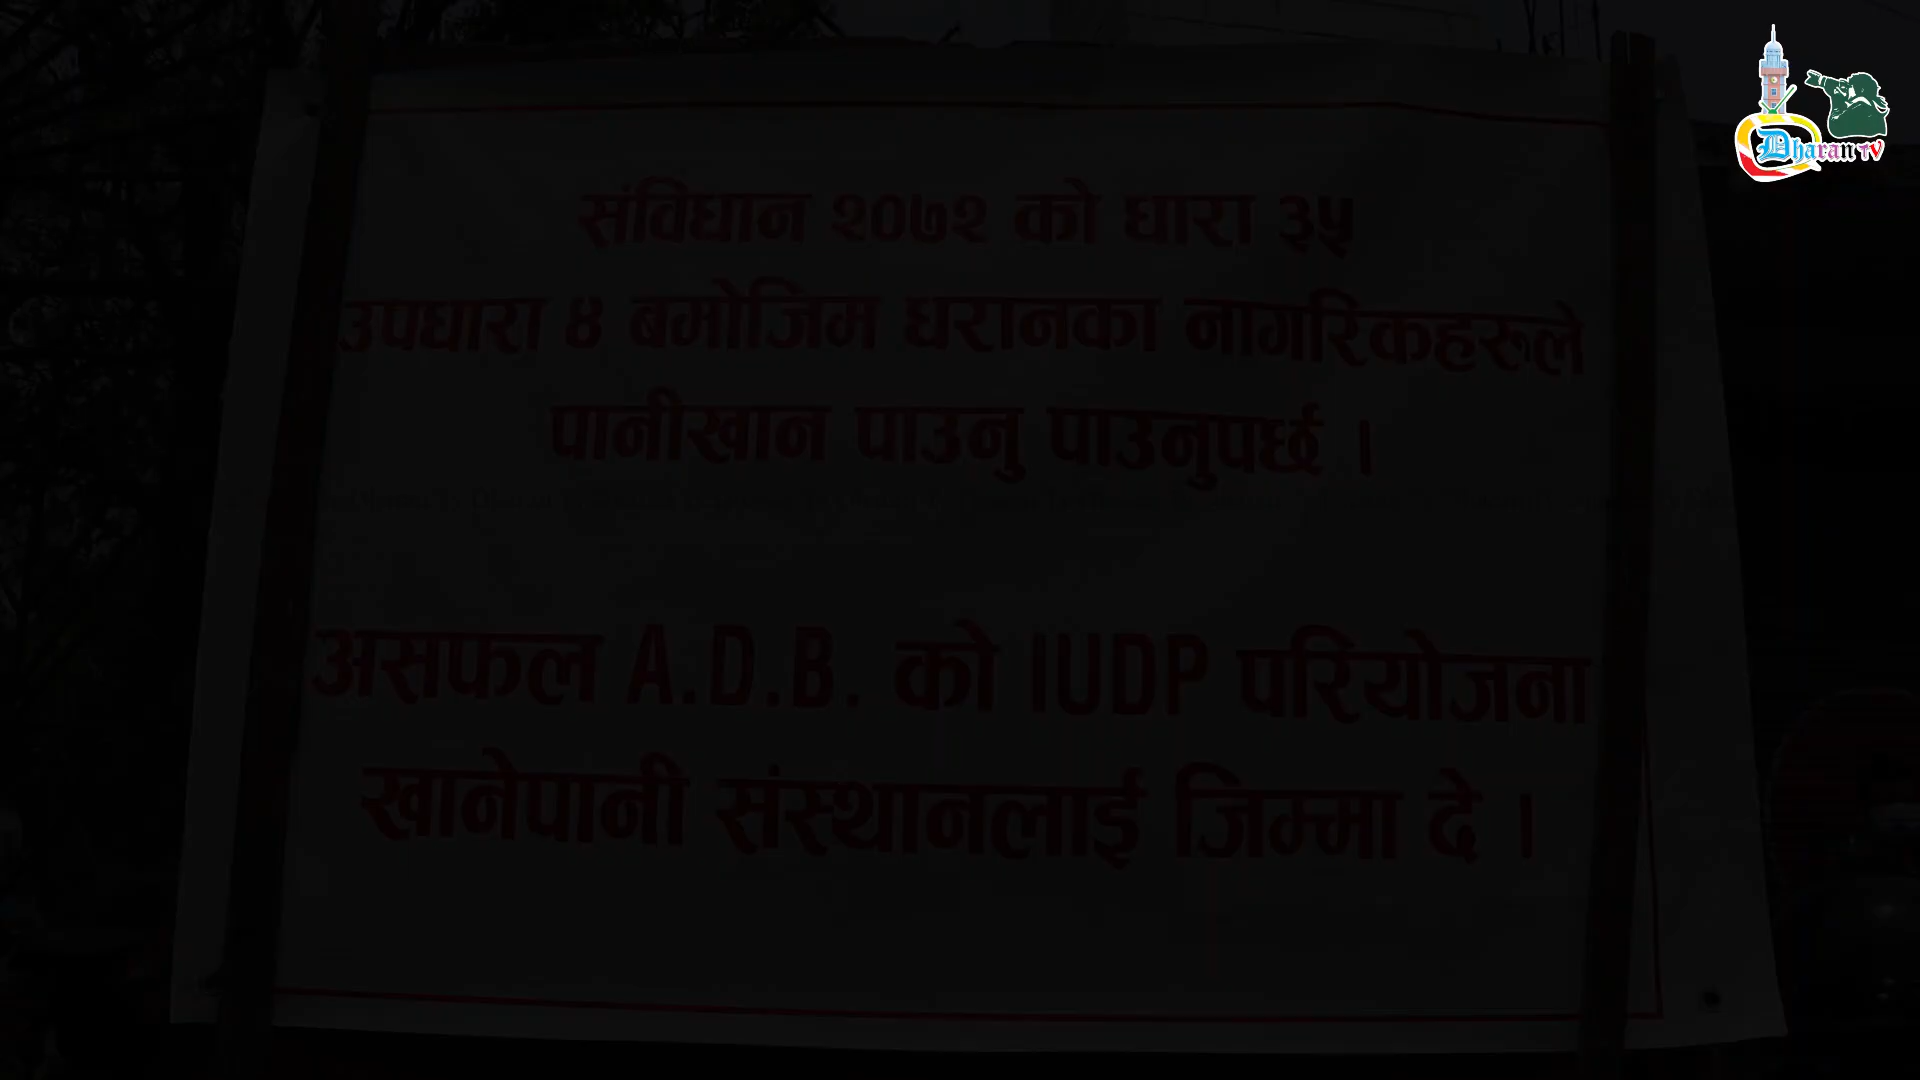 Dharan TV
संविधान २०७२ को धारा ३५
उपधारा ४ बमोजिम धरानका नागरिकहरूले
पानीखान पाउनु पाउनुपर्छ ।
असफल A.D.B. को IUDP परियोजना
खानेपानी संस्थानलाई जिम्मा दे ।